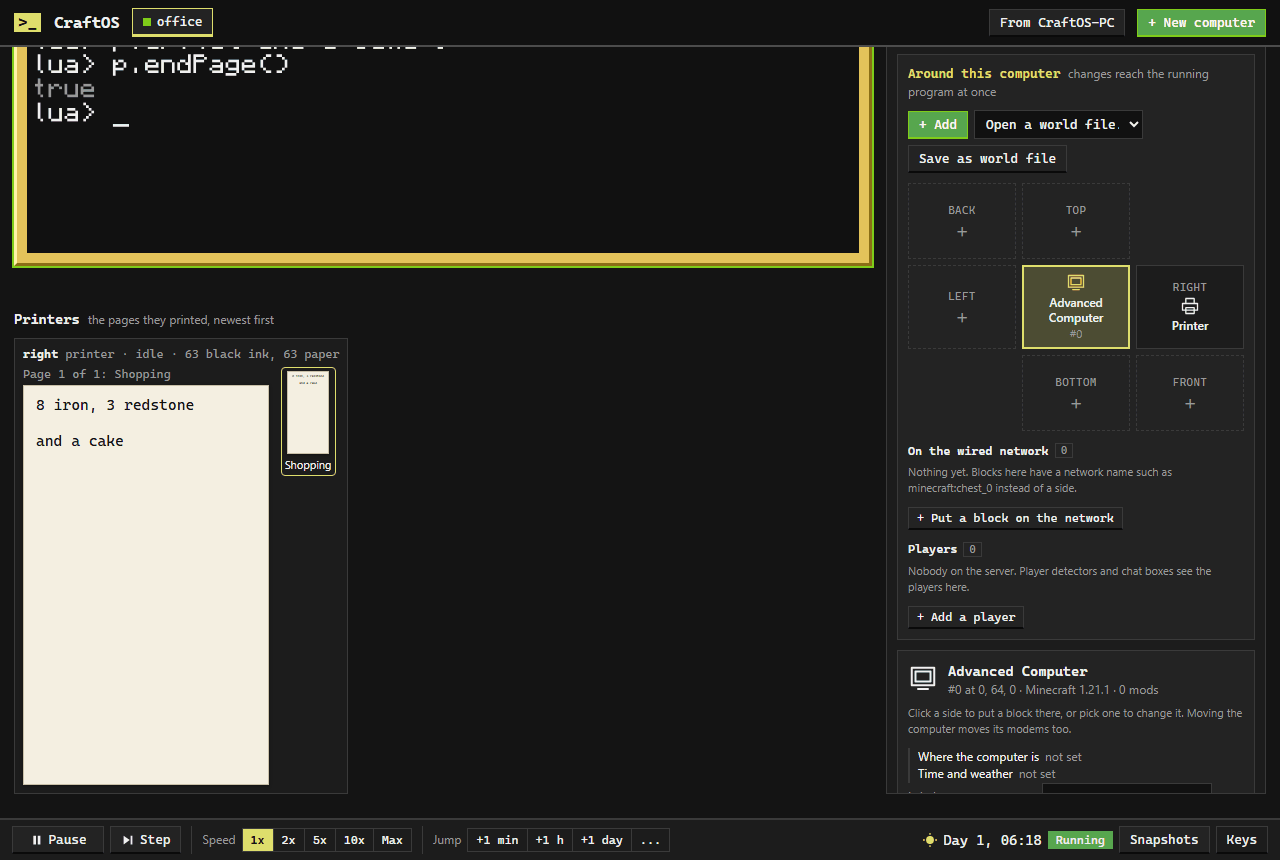 >_ CraftOS office From CraftOS-PC + New computer
lua> p.endPage()
true
lua> _
Around this computer changes reach the running
program at once
+ Add Open a world file.
Save as world file
BACK TOP
+ +
LEFT Advanced Computer #0 RIGHT Printer
+
BOTTOM FRONT
+ +
On the wired network 0
Nothing yet. Blocks here have a network name such as
minecraft:chest_0 instead of a side.
+ Put a block on the network
Players 0
Nobody on the server. Player detectors and chat boxes see the
players here.
+ Add a player
Advanced Computer
#0 at 0, 64, 0 · Minecraft 1.21.1 · 0 mods
Click a side to put a block there, or pick one to change it. Moving the
computer moves its modems too.
Where the computer is not set
Time and weather not set
Printers the pages they printed, newest first
right printer · idle · 63 black ink, 63 paper
Page 1 of 1: Shopping
8 iron, 3 redstone
and a cake
8 iron, 3 redstone
and a cake
Shopping
Pause Step Speed 1x 2x 5x 10x Max Jump +1 min +1 h +1 day ... Day 1, 06:18 Running Snapshots Keys